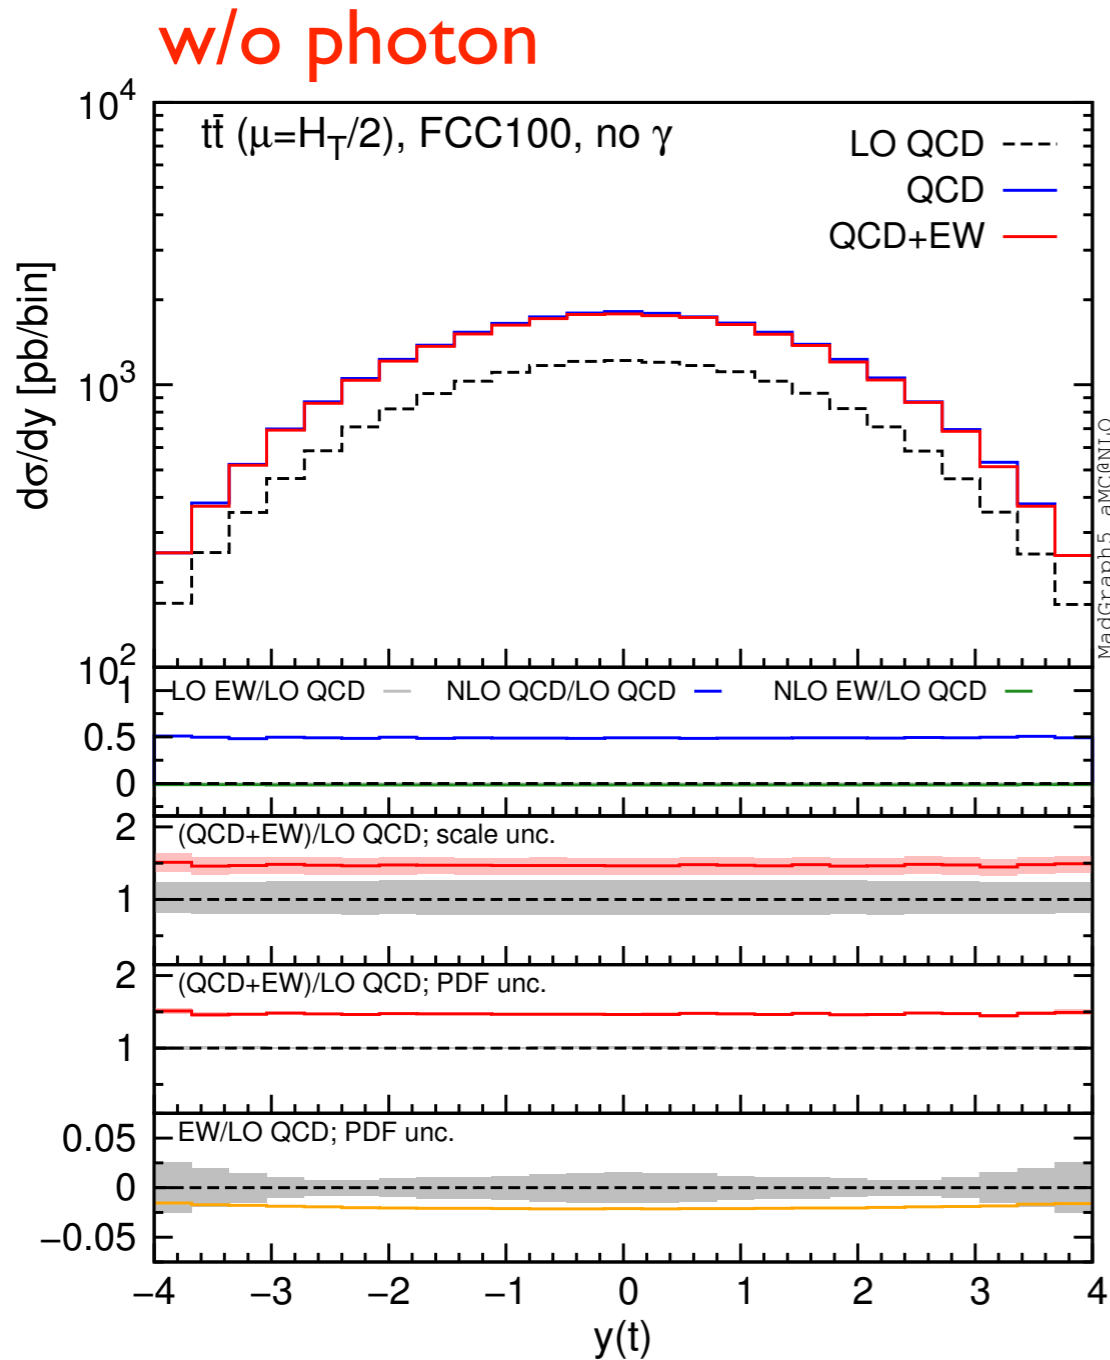 w/o photon
10^4
tt̄ (μ=H_T/2), FCC100, no γ
LO QCD
QCD
QCD+EW
dσ/dy [pb/bin]
10^3
MadGraph5_aMC@NLO
10^2
1
LO EW/LO QCD NLO QCD/LO QCD NLO EW/LO QCD
0.5
0
2
(QCD+EW)/LO QCD; scale unc.
1
2
(QCD+EW)/LO QCD; PDF unc.
1
0.05
EW/LO QCD; PDF unc.
0
−0.05
−4 −3 −2 −1 0 1 2 3 4
y(t)